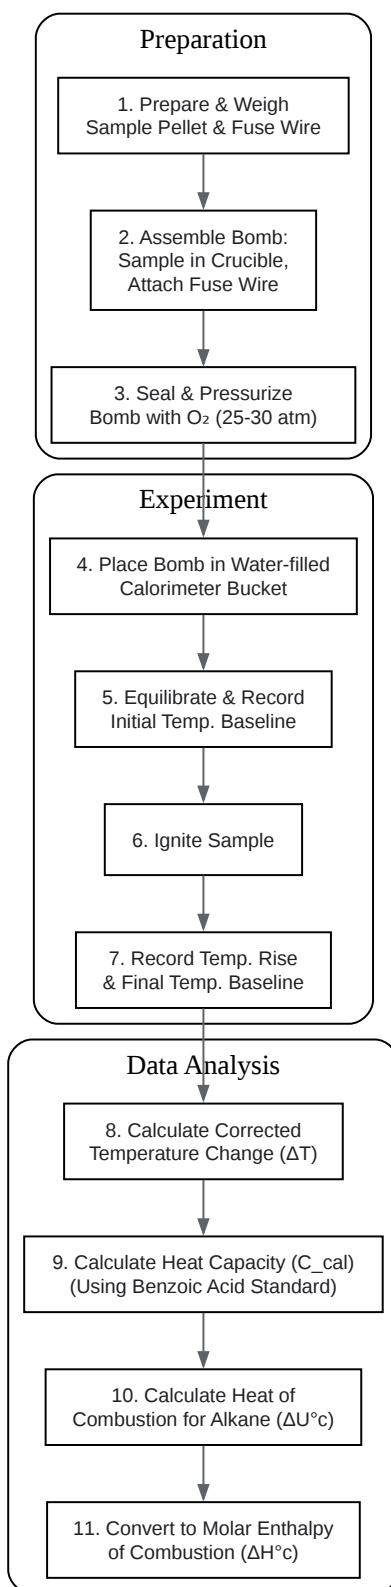 Preparation
1. Prepare & Weigh
Sample Pellet & Fuse Wire
2. Assemble Bomb:
Sample in Crucible,
Attach Fuse Wire
3. Seal & Pressurize
Bomb with O₂ (25-30 atm)
Experiment
4. Place Bomb in Water-filled
Calorimeter Bucket
5. Equilibrate & Record
Initial Temp. Baseline
6. Ignite Sample
7. Record Temp. Rise
& Final Temp. Baseline
Data Analysis
8. Calculate Corrected
Temperature Change (ΔT)
9. Calculate Heat Capacity (C_cal)
(Using Benzoic Acid Standard)
10. Calculate Heat of
Combustion for Alkane (ΔU°c)
11. Convert to Molar Enthalpy
of Combustion (ΔH°c)